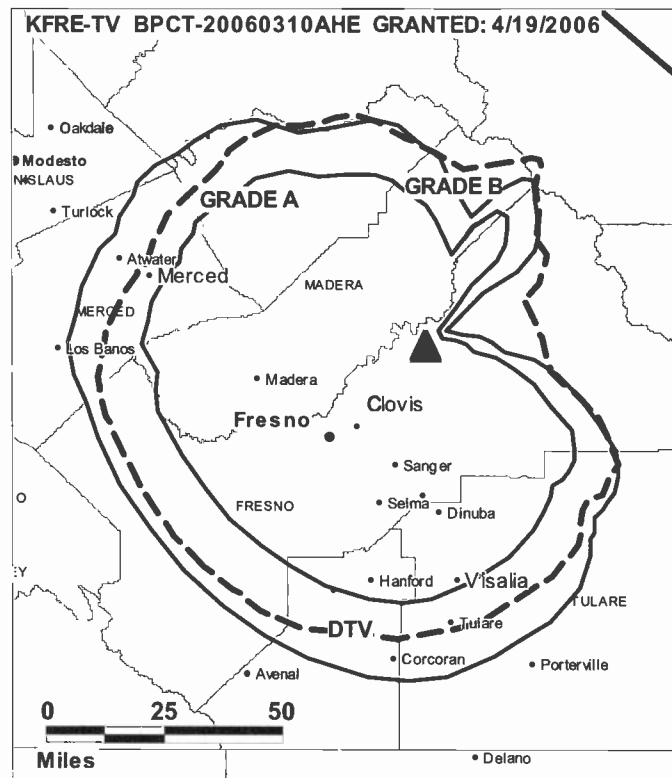 KFRE-TV BPCT-20060310AHE GRANTED: 4/19/2006
Oakdale
Modesto
Turlock
GRADE A
GRADE B
Atwater
Merced
MADERA
MERCED
Los Banos
Madera
Clovis
Fresno
Sanger
FRESNO
Selma
Dinuba
Hanford
Visalia
TULARE
DTV
Tulare
Corcoran
Porterville
Avenal
0 25 50
Miles
Delano
O
EY